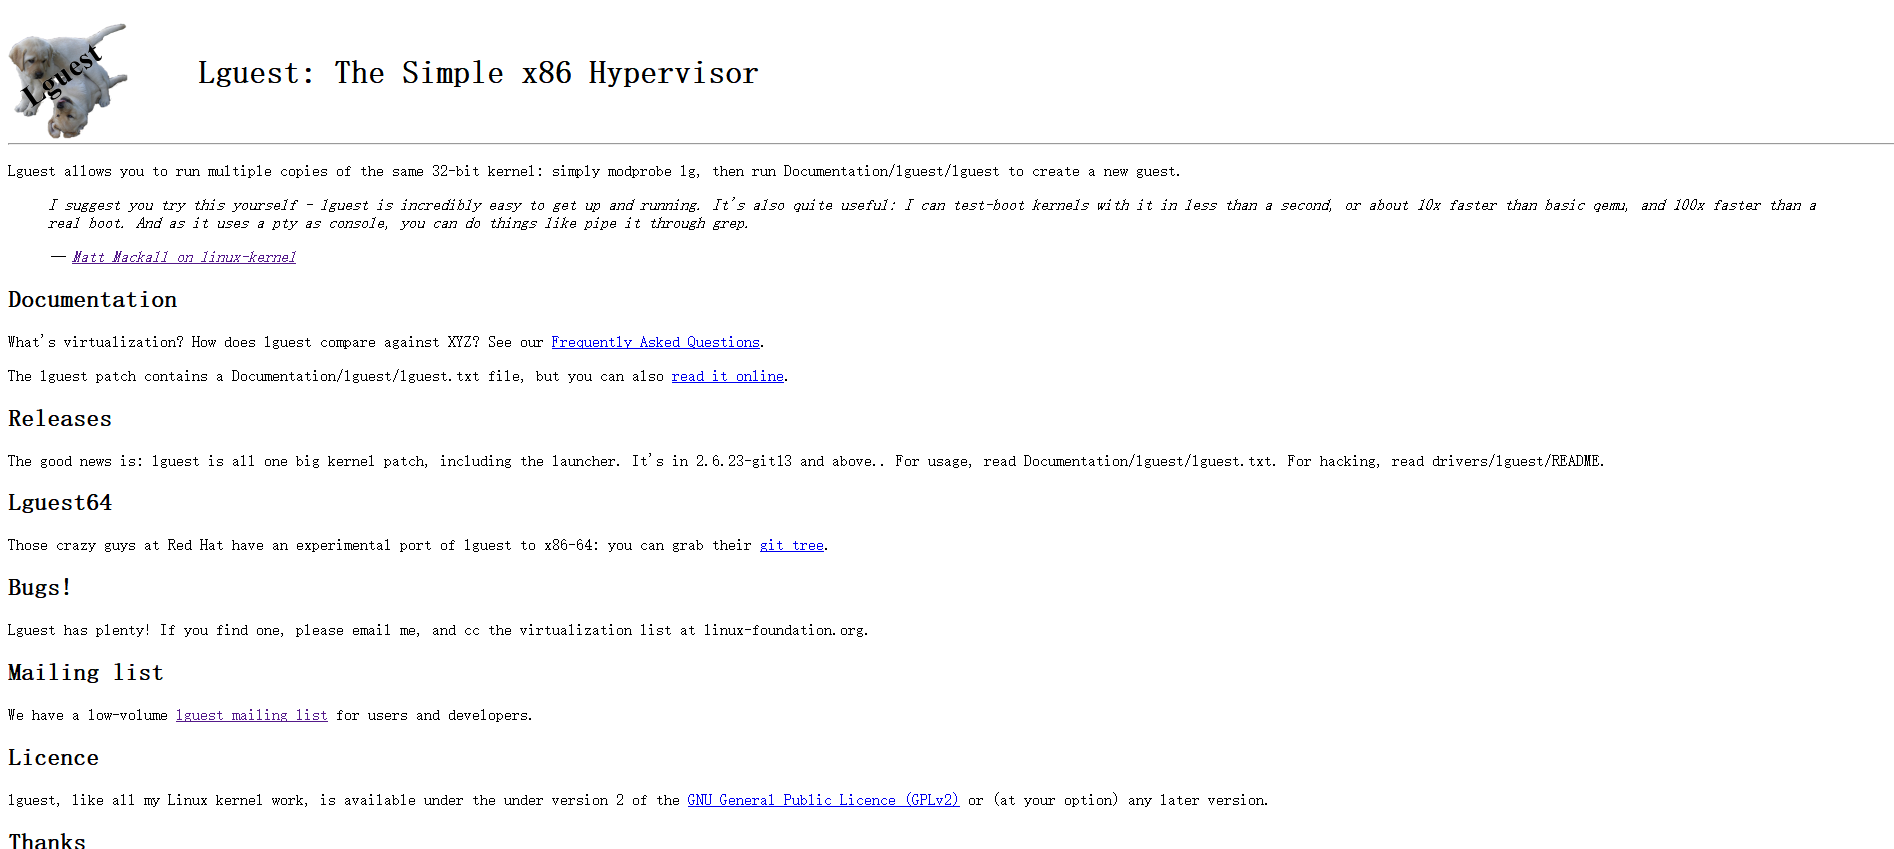 Lguest
Lguest: The Simple x86 Hypervisor
Lguest allows you to run multiple copies of the same 32-bit kernel: simply modprobe lg, then run Documentation/lguest/lguest to create a new guest.
I suggest you try this yourself - lguest is incredibly easy to get up and running. It's also quite useful: I can test-boot kernels with it in less than a second, or about 10x faster than basic qemu, and 100x faster than a
real boot. And as it uses a pty as console, you can do things like pipe it through grep.
— Matt Mackall on linux-kernel
Documentation
What's virtualization? How does lguest compare against XYZ? See our Frequently Asked Questions.
The lguest patch contains a Documentation/lguest/lguest.txt file, but you can also read it online.
Releases
The good news is: lguest is all one big kernel patch, including the launcher. It's in 2.6.23-git13 and above.. For usage, read Documentation/lguest/lguest.txt. For hacking, read drivers/lguest/README.
Lguest64
Those crazy guys at Red Hat have an experimental port of lguest to x86-64: you can grab their git tree.
Bugs!
Lguest has plenty! If you find one, please email me, and cc the virtualization list at linux-foundation.org.
Mailing list
We have a low-volume lguest mailing list for users and developers.
Licence
lguest, like all my Linux kernel work, is available under the under version 2 of the GNU General Public Licence (GPLv2) or (at your option) any later version.
Thanks